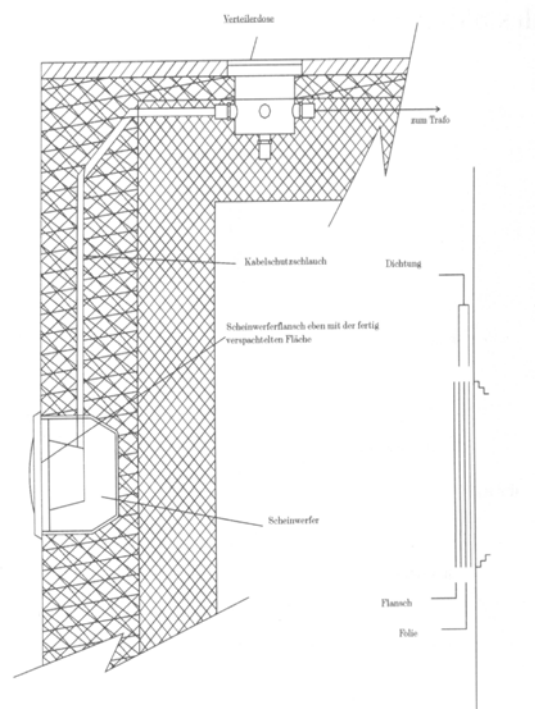 Verteilerdose
zum Trafo
Kabelschutzschlauch
Dichtung
Scheinwerferflansch eben mit der fertig
verspachtelten Fläche
Scheinwerfer
Flansch
Folie